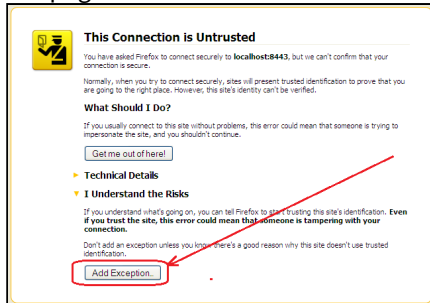 This Connection is Untrusted
You have asked Firefox to connect securely to localhost:8443, but we can't confirm that your
connection is secure.
Normally, when you try to connect securely, sites will present trusted identification to prove that you
are going to the right place. However, this site's identity can't be verified.
What Should I Do?
If you usually connect to this site without problems, this error could mean that someone is trying to
impersonate the site, and you shouldn't continue.
Get me out of here!
Technical Details
I Understand the Risks
If you understand what's going on, you can tell Firefox to start trusting this site's identification. Even
if you trust the site, this error could mean that someone is tampering with your
connection.
Don't add an exception unless you know there's a good reason why this site doesn't use trusted
identification.
Add Exception...